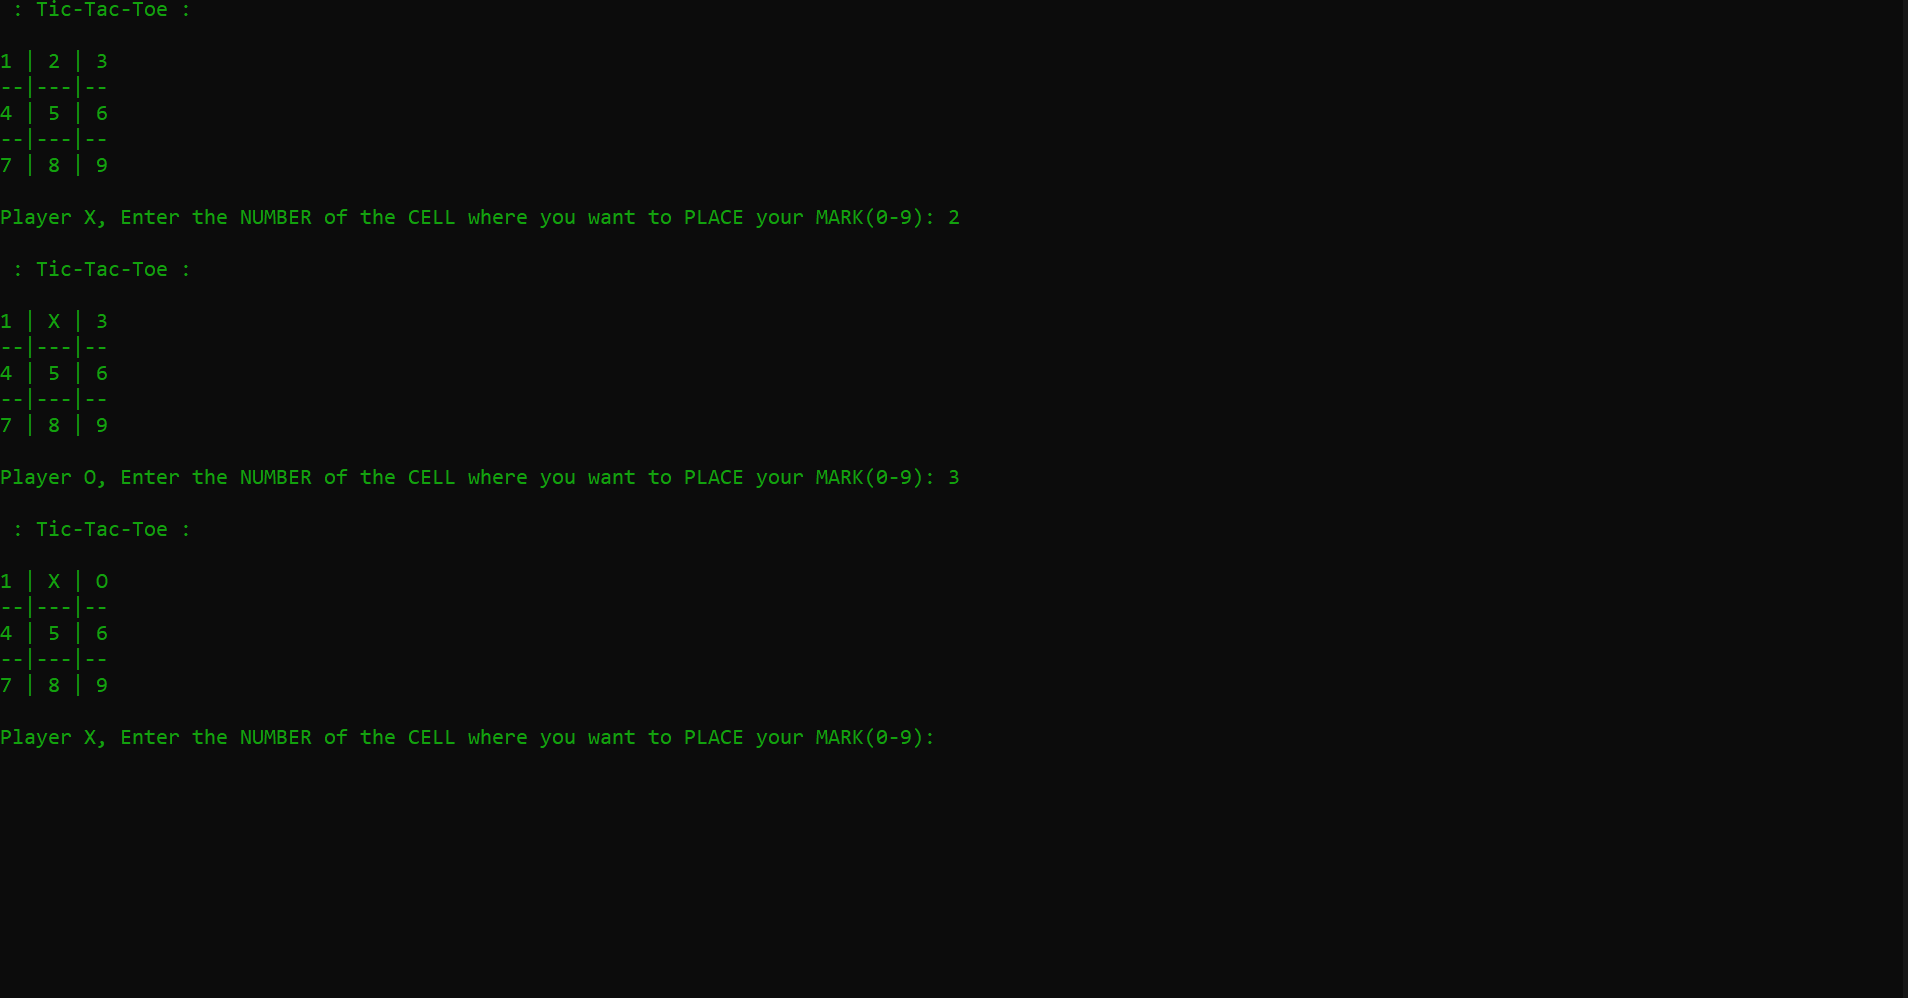 : Tic-Tac-Toe :
1 | 2 | 3
--|---|--
4 | 5 | 6
--|---|--
7 | 8 | 9
Player X, Enter the NUMBER of the CELL where you want to PLACE your MARK(0-9): 2
: Tic-Tac-Toe :
1 | X | 3
--|---|--
4 | 5 | 6
--|---|--
7 | 8 | 9
Player O, Enter the NUMBER of the CELL where you want to PLACE your MARK(0-9): 3
: Tic-Tac-Toe :
1 | X | O
--|---|--
4 | 5 | 6
--|---|--
7 | 8 | 9
Player X, Enter the NUMBER of the CELL where you want to PLACE your MARK(0-9):